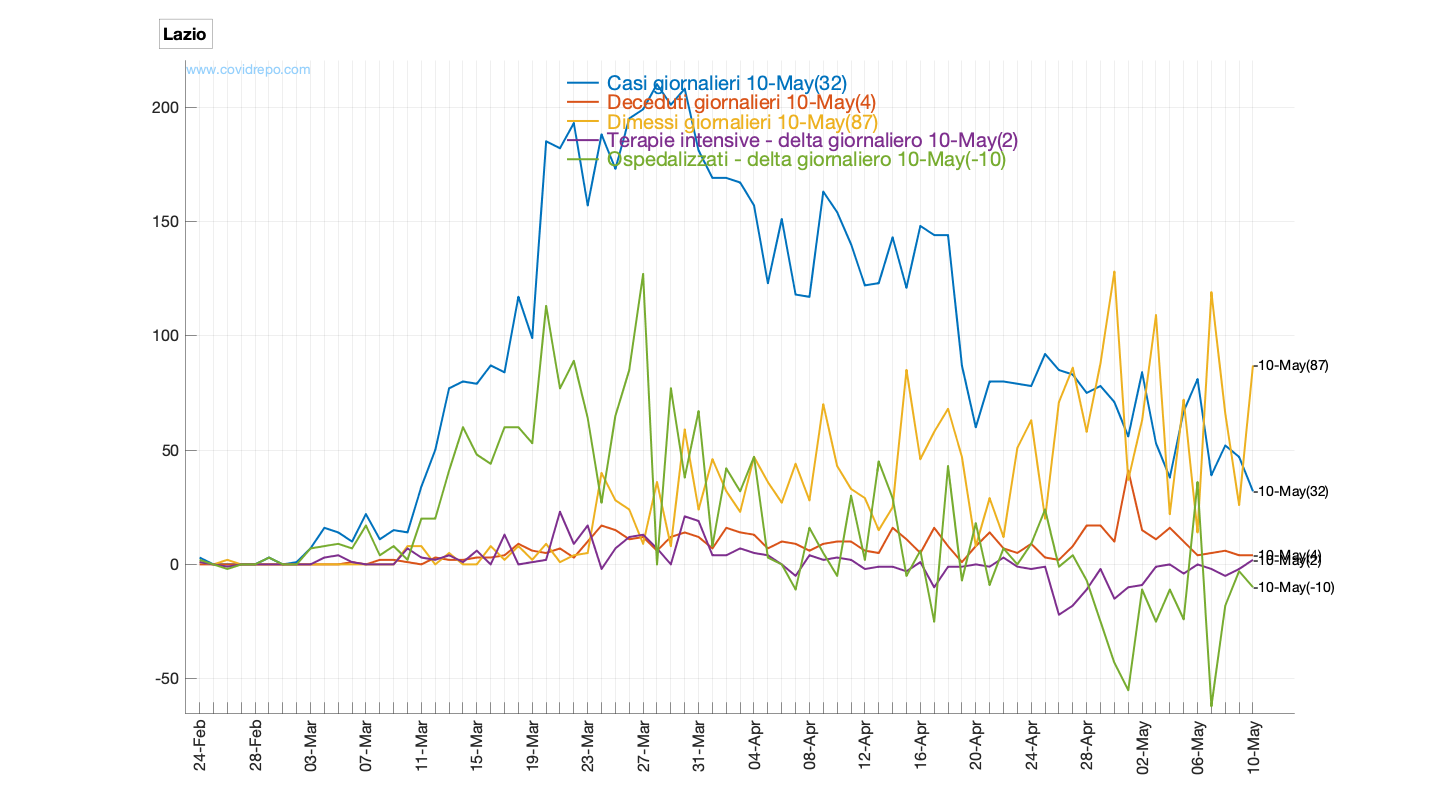 Lazio
www.covidrepo.com
Casi giornalieri 10-May(32)
Deceduti giornalieri 10-May(4)
Dimessi giornalieri 10-May(87)
Terapie intensive - delta giornaliero 10-May(2)
Ospedalizzati - delta giornaliero 10-May(-10)
200
150
100
50
0
-50
10-May(87)
10-May(32)
10-May(4)
10-May(2)
10-May(-10)
24-Feb
28-Feb
03-Mar
07-Mar
11-Mar
15-Mar
19-Mar
23-Mar
27-Mar
31-Mar
04-Apr
08-Apr
12-Apr
16-Apr
20-Apr
24-Apr
28-Apr
02-May
06-May
10-May